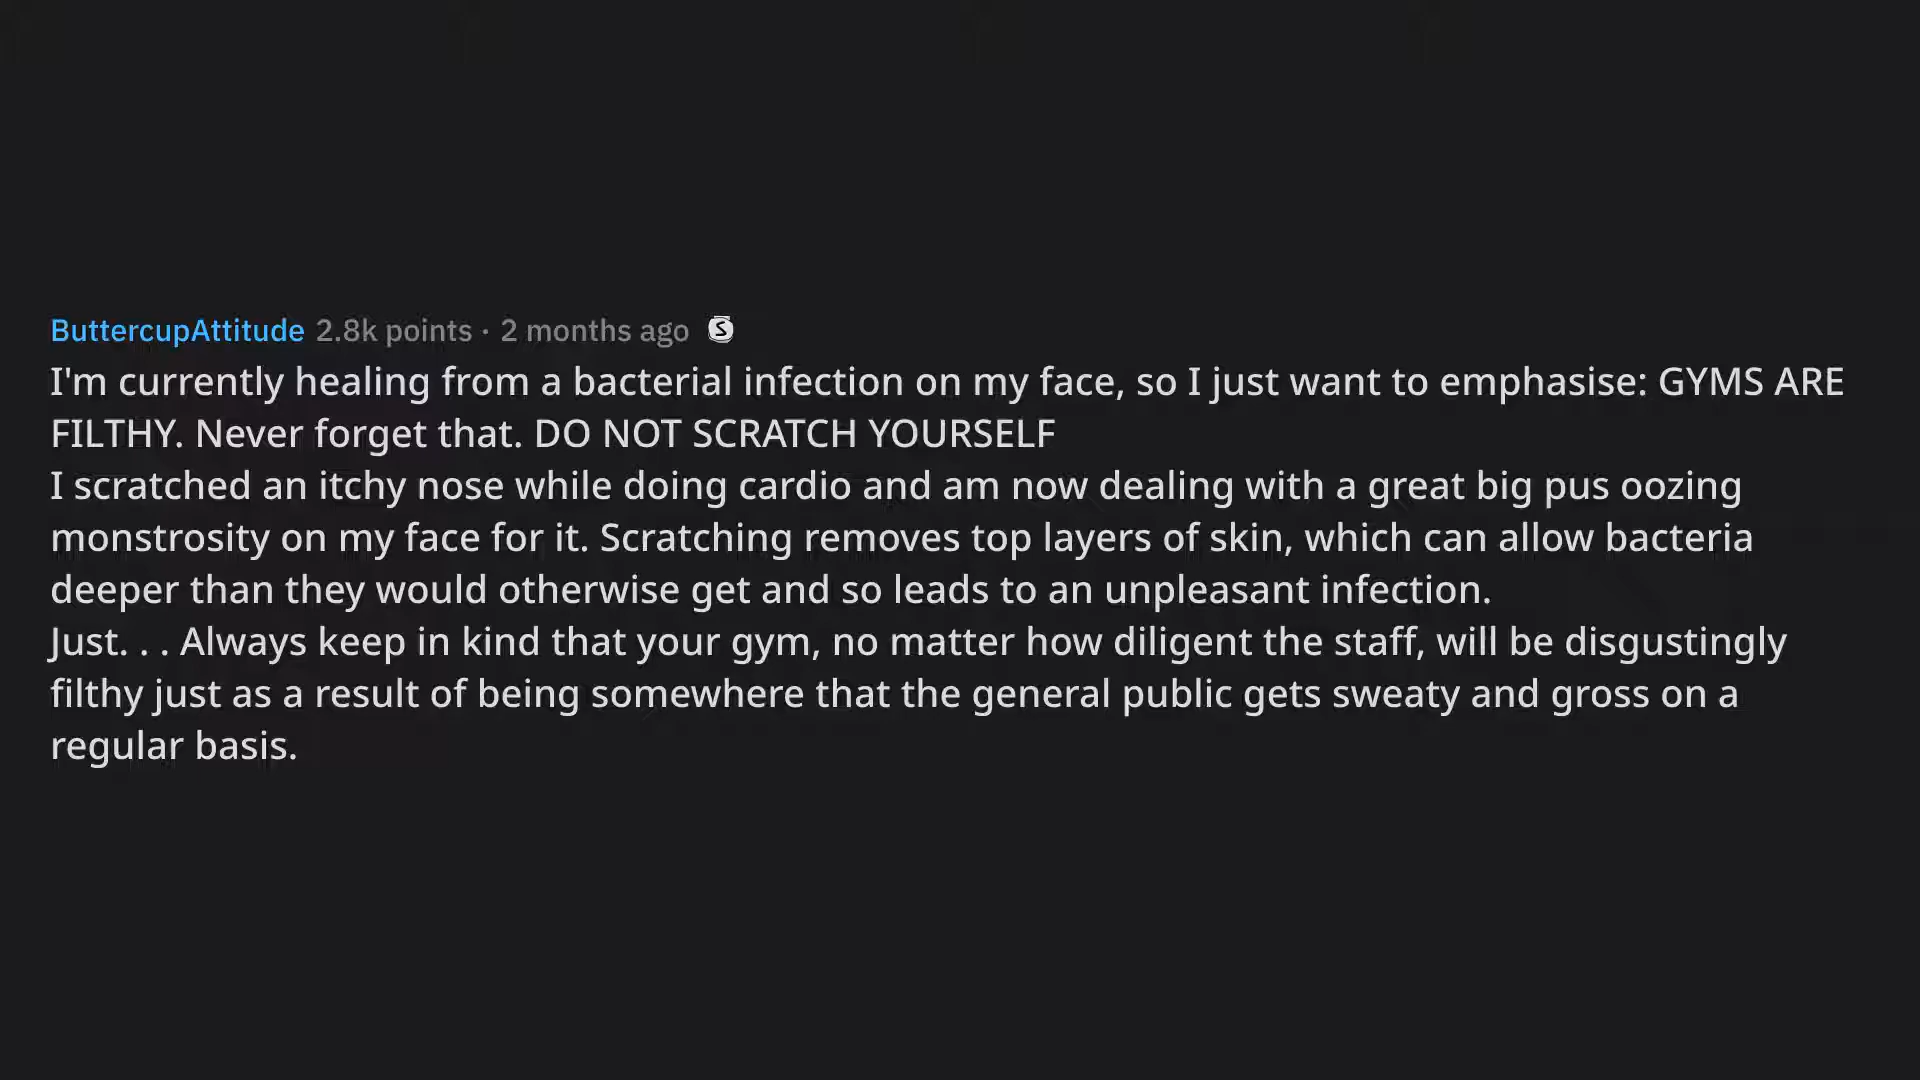 ButtercupAttitude 2.8k points · 2 months ago S
I'm currently healing from a bacterial infection on my face, so I just want to emphasise: GYMS ARE
FILTHY. Never forget that. DO NOT SCRATCH YOURSELF
I scratched an itchy nose while doing cardio and am now dealing with a great big pus oozing
monstrosity on my face for it. Scratching removes top layers of skin, which can allow bacteria
deeper than they would otherwise get and so leads to an unpleasant infection.
Just. . . Always keep in kind that your gym, no matter how diligent the staff, will be disgustingly
filthy just as a result of being somewhere that the general public gets sweaty and gross on a
regular basis.